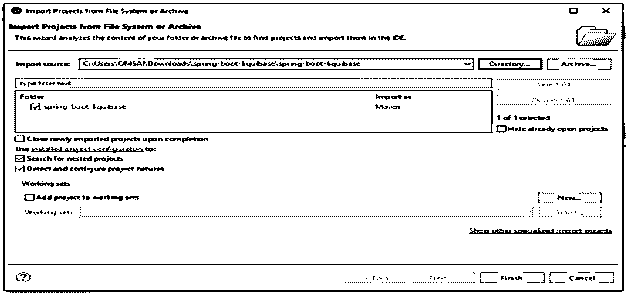 Import Projects from File System or Archive
Import Projects from File System or Archive
This wizard analyzes the content of your folder or archive file to find projects and import them in the IDE.
Import source: C:\Users\OMSAI\Downloads\spring-boot-liquibase\spring-boot-liquibase Directory... Archive...
type filter text Select All
Folder Import as Deselect All
spring-boot-liquibase Maven
1 of 1 selected
Hide already open projects
Close newly imported projects upon completion
Use installed project configurators to:
Search for nested projects
Detect and configure project natures
Working sets
Add project to working sets New...
Working sets: Select...
Show other specialized import wizards
< Back Next > Finish Cancel